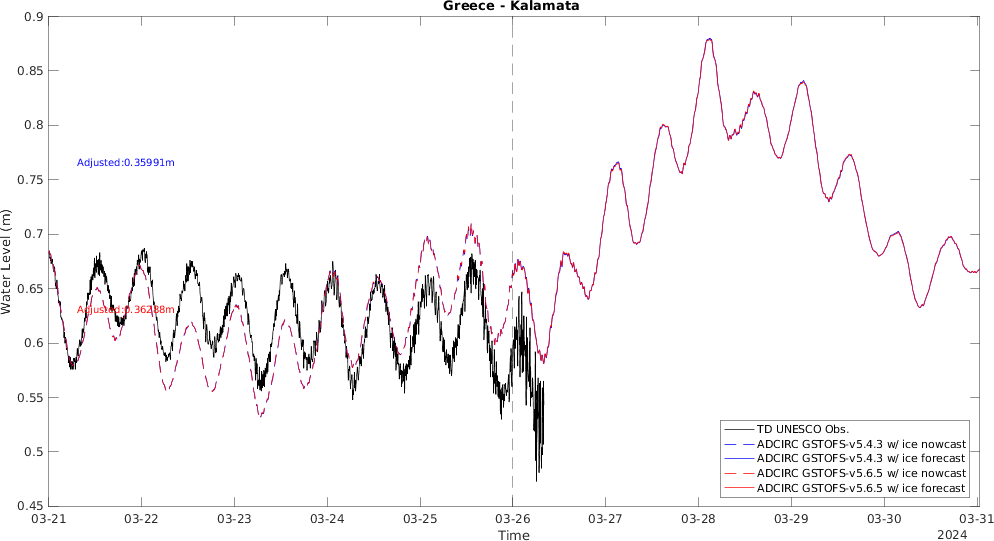 Greece - Kalamata
0.9
0.85
0.8
0.75
0.7
0.65
0.6
0.55
0.5
0.45
Water Level (m)
Adjusted:0.35991m
Adjusted:0.36288m
TD UNESCO Obs.
ADCIRC GSTOFS-v5.4.3 w/ ice nowcast
ADCIRC GSTOFS-v5.4.3 w/ ice forecast
ADCIRC GSTOFS-v5.6.5 w/ ice nowcast
ADCIRC GSTOFS-v5.6.5 w/ ice forecast
03-21 03-22 03-23 03-24 03-25 03-26 03-27 03-28 03-29 03-30 03-31
Time
2024